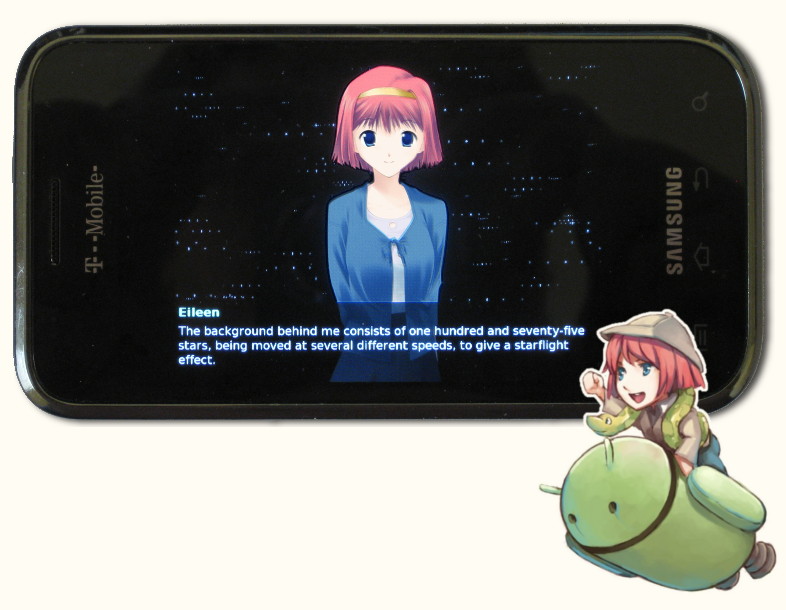 T··Mobile·
SAMSUNG
Eileen
The background behind me consists of one hundred and seventy-five
stars, being moved at several different speeds, to give a starflight
effect.